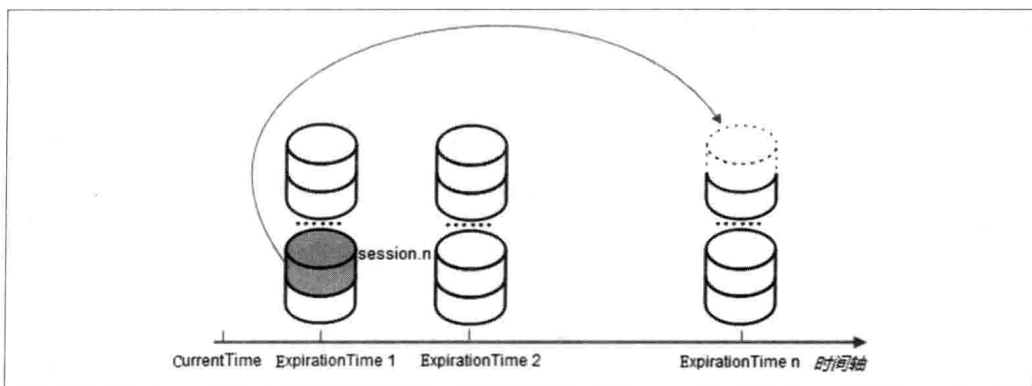 session.n
CurrentTime
ExpirationTime 1
ExpirationTime 2
ExpirationTime n
时间轴